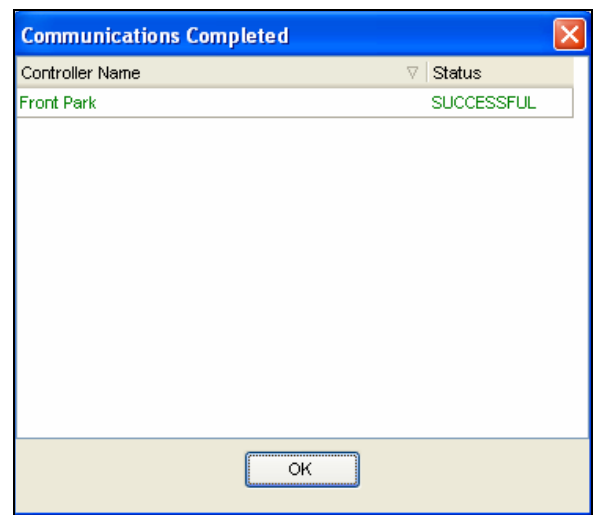 Communications Completed
Controller Name Status
Front Park SUCCESSFUL
OK